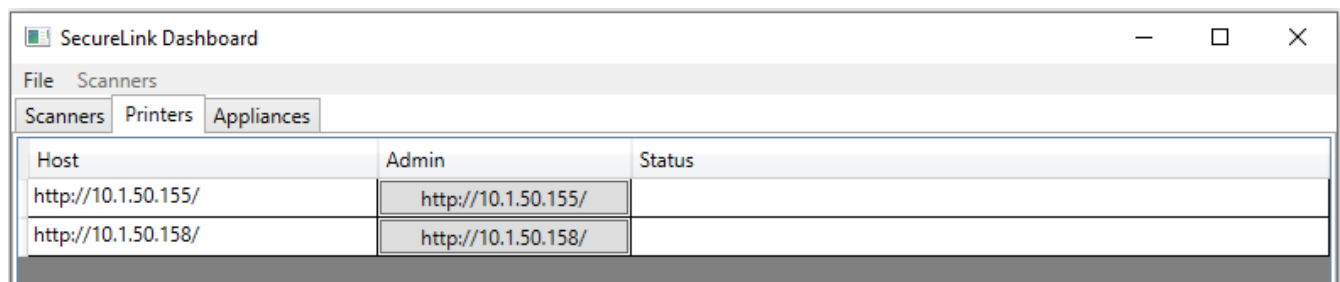 SecureLink Dashboard
File Scanners
Scanners Printers Appliances
Host Admin Status
http://10.1.50.155/ http://10.1.50.155/
http://10.1.50.158/ http://10.1.50.158/